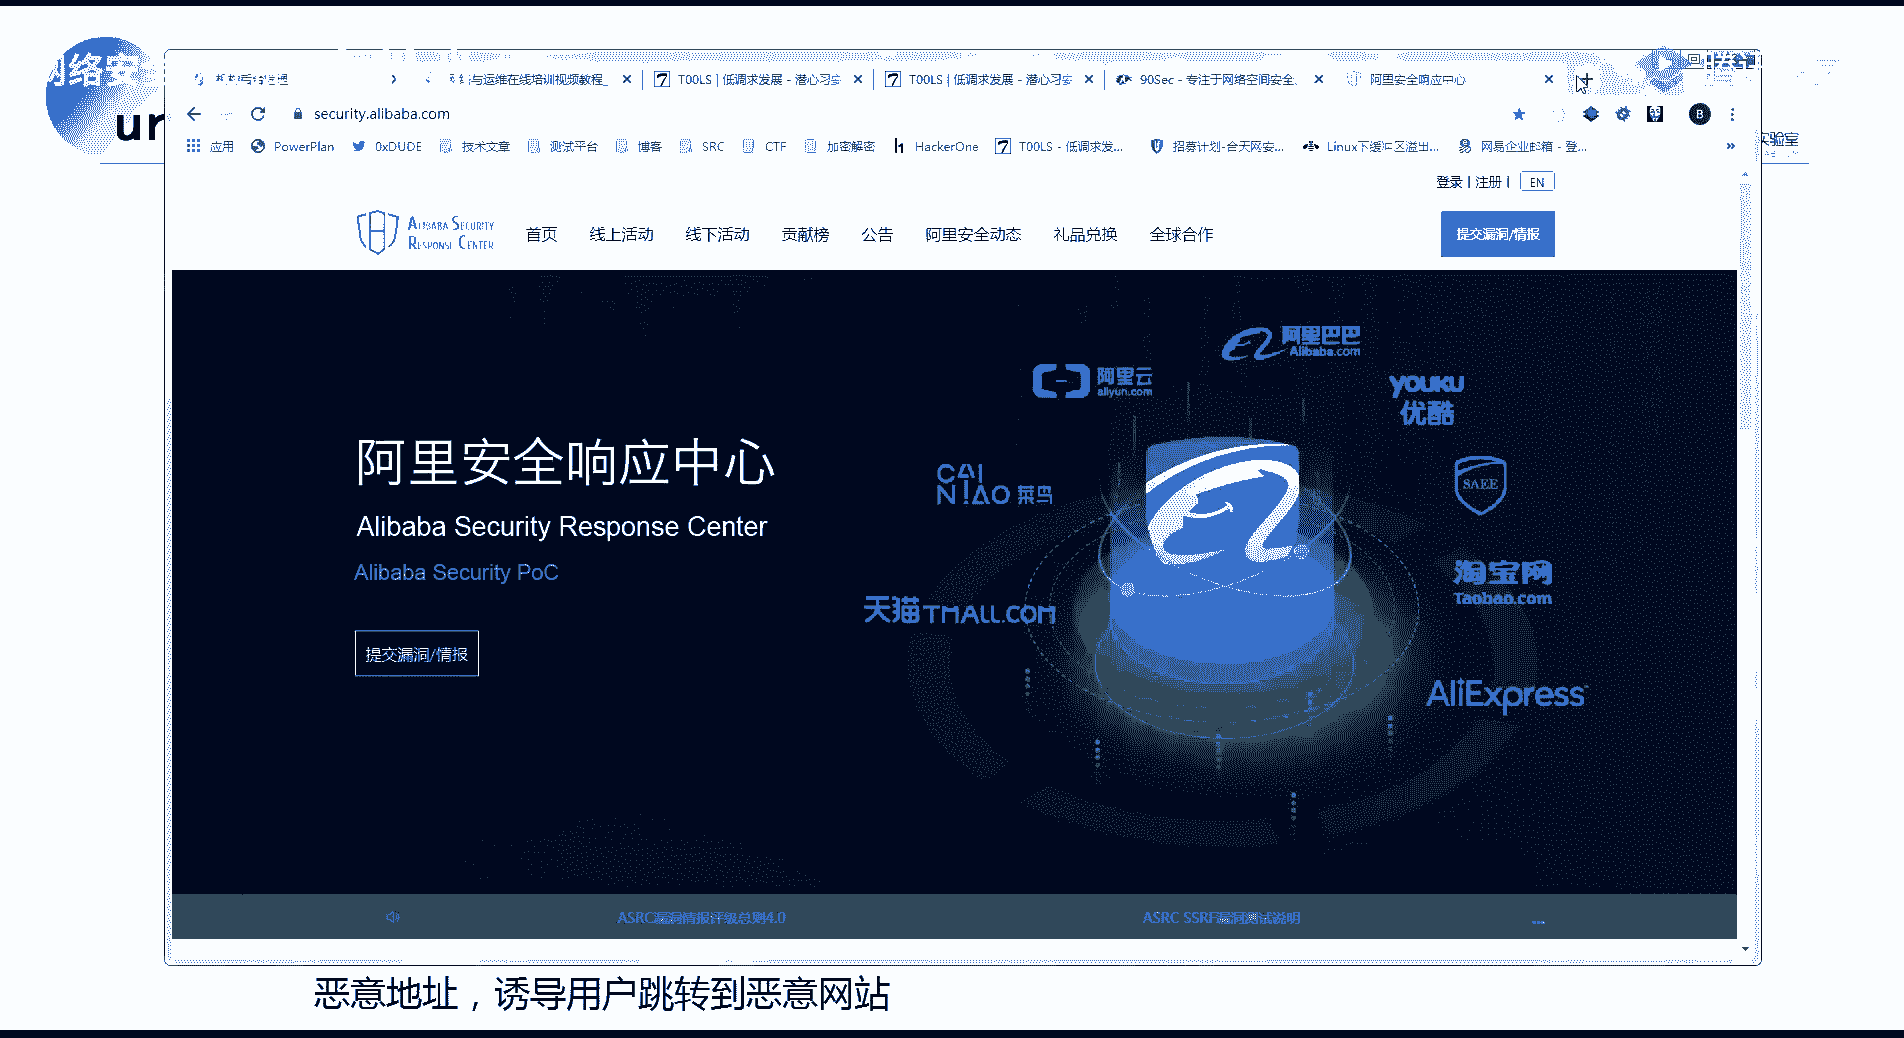 网络安
ur
与运维在线培训视频教程_
T00LS | 低调求发展 - 潜心习安
T00LS | 低调求发展 - 潜心习安
90Sec - 专注于网络空间安全、
阿里安全响应中心
security.alibaba.com
B
应用
PowerPlan
0xDUDE
技术文章
测试平台
博客
SRC
CTF
加密解密
HackerOne
T00LS - 低调求发...
招募计划-合天网安...
Linux下缓冲区溢出...
网易企业邮箱 - 登...
»
实验室
登录 | 注册 |
EN
ALIBABA SECURITY
RESPONSE CENTER
首页
线上活动
线下活动
贡献榜
公告
阿里安全动态
礼品兑换
全球合作
提交漏洞/情报
阿里巴巴
Alibaba.com
阿里云
aliyun.com
YOUKU
优酷
阿里安全响应中心
CAI
NIAO 菜鸟
SAFE
Alibaba Security Response Center
Alibaba Security PoC
淘宝网
Taobao.com
天猫TMALL.COM
提交漏洞/情报
AliExpress
ASRC漏洞情报评级总则4.0
ASRC SSRF漏洞测试说明
...
恶意地址，诱导用户跳转到恶意网站